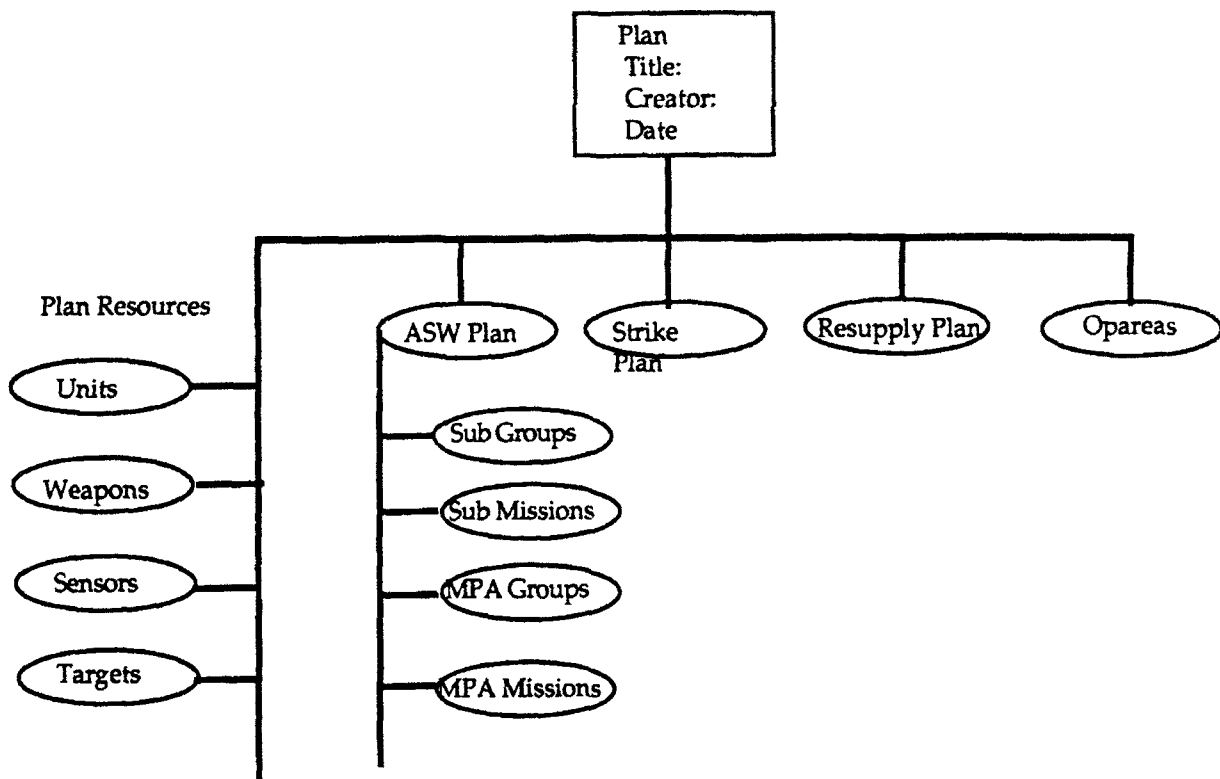 Plan
Title:
Creator:
Date
Plan Resources
ASW Plan
Strike
Plan
Resupply Plan
Opareas
Units
Weapons
Sensors
Targets
Sub Groups
Sub Missions
MPA Groups
MPA Missions